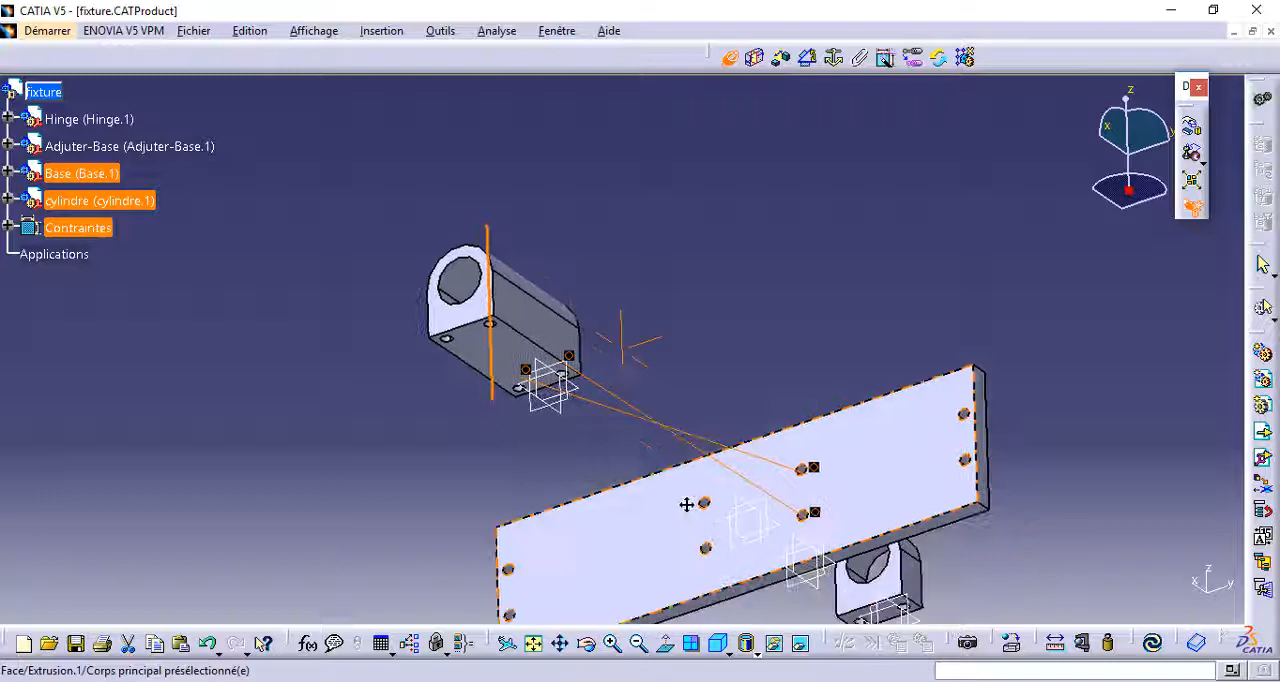 CATIA V5 - [fixture.CATProduct]
Démarrer ENOVIA V5 VPM Fichier Edition Affichage Insertion Outils Analyse Fenêtre Aide
fixture
Hinge (Hinge.1)
Adjuter-Base (Adjuter-Base.1)
Base (Base.1)
cylindre (cylindre.1)
Contraintes
Applications
z
x
y
D
z
x
y
f(x)
CATIA
Face/Extrusion.1/Corps principal présélectionné(e)